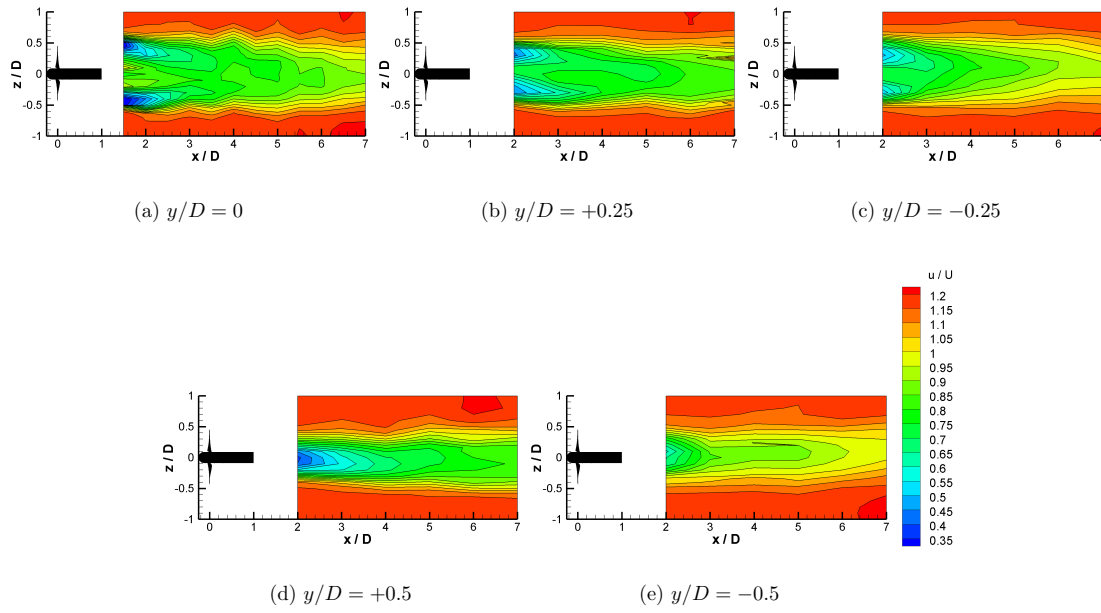 1
0.5
0
-0.5
-1
z / D
0 1 2 3 4 5 6 7
x / D
(a) y/D = 0
1
0.5
0
-0.5
-1
z / D
0 1 2 3 4 5 6 7
x / D
(b) y/D = +0.25
1
0.5
0
-0.5
-1
z / D
0 1 2 3 4 5 6 7
x / D
(c) y/D = −0.25
1
0.5
0
-0.5
-1
z / D
0 1 2 3 4 5 6 7
x / D
(d) y/D = +0.5
1
0.5
0
-0.5
-1
z / D
0 1 2 3 4 5 6 7
x / D
(e) y/D = −0.5
u / U
1.2
1.15
1.1
1.05
1
0.95
0.9
0.85
0.8
0.75
0.7
0.65
0.6
0.55
0.5
0.45
0.4
0.35